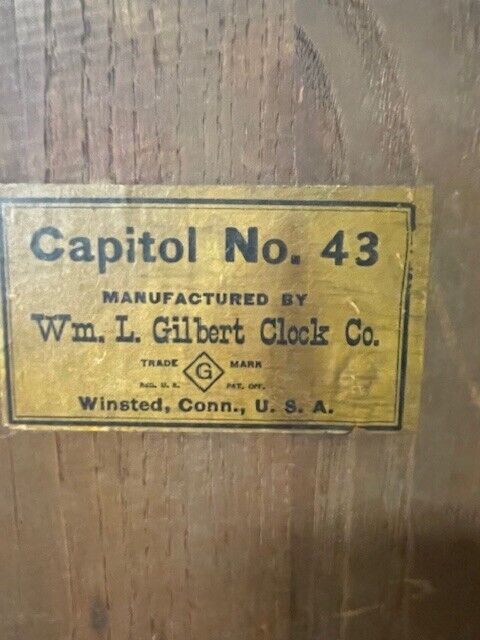 Capitol No. 43
MANUFACTURED BY
Wm. L. Gilbert Clock Co.
TRADE G MARK
REG. U. S. PAT. OFF.
Winsted, Conn., U. S. A.